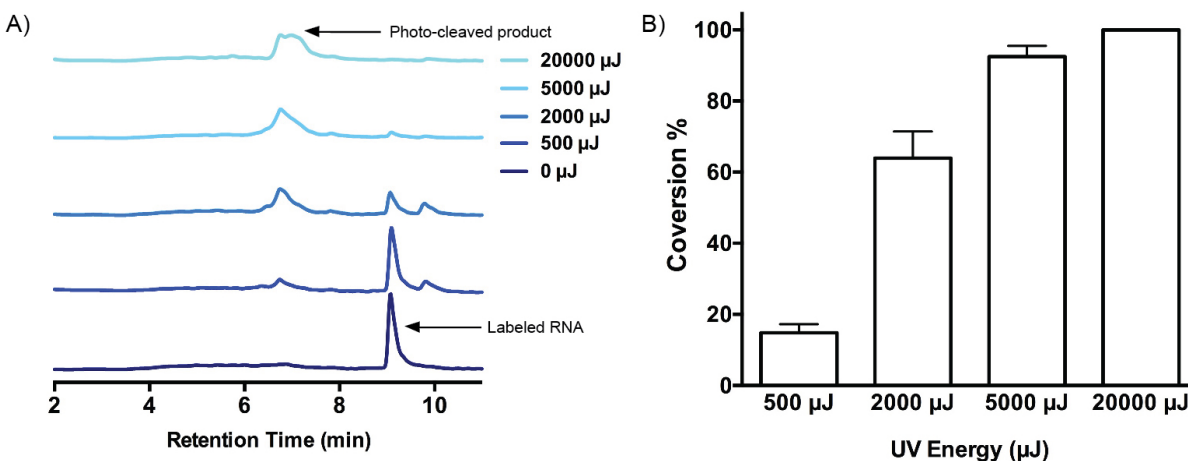 A)
Photo-cleaved product
20000 µJ
5000 µJ
2000 µJ
500 µJ
0 µJ
Labeled RNA
2 4 6 8 10
Retention Time (min)
B)
Coversion %
100
80
60
40
20
0
500 µJ 2000 µJ 5000 µJ 20000 µJ
UV Energy (µJ)